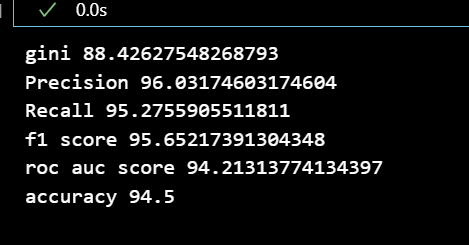 0.0s
gini 88.42627548268793
Precision 96.03174603174604
Recall 95.2755905511811
f1 score 95.65217391304348
roc auc score 94.21313774134397
accuracy 94.5